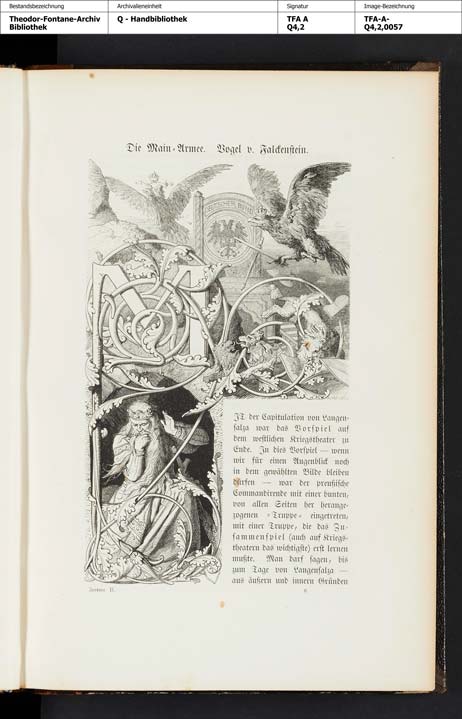 Bestandsbezeichnung
Archivalieneinheit
Signatur
Image-Bezeichnung
Theodor-Fontane-Archiv
Bibliothek
Q - Handbibliothek
TFA A
Q4,2
TFA-A-
Q4,2,0057
Die Main-Armee. Vogel v. Falckenstein.
M
IT der Capitulation von Langen-
salza war das Vorspiel auf
dem westlichen Kriegstheater zu
Ende. In dies Vorspiel — wenn
wir für einen Augenblick noch
in dem gewählten Bilde bleiben
dürfen — war der preußische
Commandirende mit einer bunten,
von allen Seiten her herange-
zogenen »Truppe« eingetreten,
mit einer Truppe, die das Zu-
sammenspiel (auch auf Kriegs-
theatern das wichtigste) erst lernen
mußte. Man darf sagen, bis
zum Tage von Langensalza —
aus äußern und innern Gründen
II.